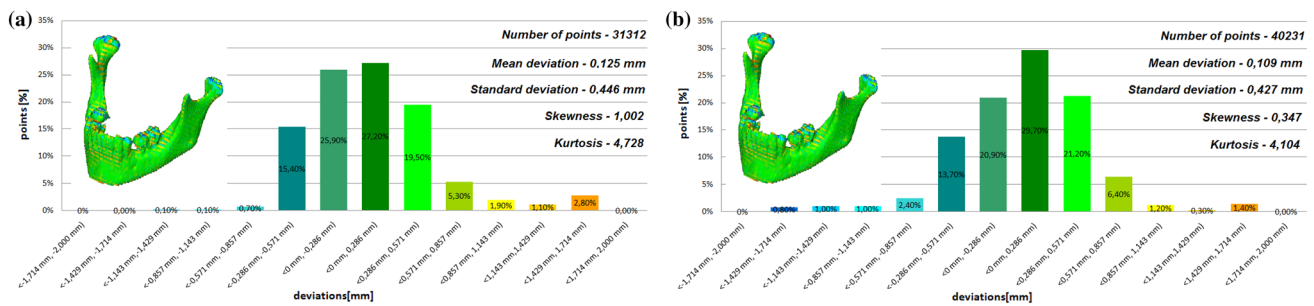 (a)
35%
30%
25%
20%
15%
10%
5%
0%
points [%]
Number of points - 31312
Mean deviation - 0.125 mm
Standard deviation - 0.446 mm
Skewness - 1,002
Kurtosis - 4,728
0%
0,00%
0,10%
0,10%
0,70%
15,40%
25,90%
27,20%
19,50%
5,30%
1,90%
1,10%
2,80%
0,00%
<-1,714 mm, -2,000 mm)
<-1,429 mm, -1,714 mm)
<-1,143 mm,-1,429 mm)
<-0,857 mm, -1,143 mm)
<-0,571 mm, -0,857 mm)
<-0,286 mm, -0,571 mm)
<0 mm, -0,286 mm)
<0 mm, 0,286 mm)
<0,286 mm, 0,571 mm)
<0,571 mm, 0,857 mm)
<0,857 mm, 1,143 mm)
<1,143 mm,1,429 mm)
<1,429 mm, 1,714 mm)
<1,714 mm, 2,000 mm)
deviations[mm]
(b)
35%
30%
25%
20%
15%
10%
5%
0%
points [%]
Number of points - 40231
Mean deviation - 0,109 mm
Standard deviation - 0,427 mm
Skewness - 0,347
Kurtosis - 4,104
0%
0,80%
1,00%
1,00%
2,40%
13,70%
20,90%
29,70%
21,20%
6,40%
1,20%
0,30%
1,40%
0,00%
<-1,714 mm, -2,000 mm)
<-1,429 mm, -1,714 mm)
<-1,143 mm,-1,429 mm)
<-0,857 mm, -1,143 mm)
<-0,571 mm, -0,857 mm)
<-0,286 mm, -0,571 mm)
<0 mm, -0,286 mm)
<0 mm, 0,286 mm)
<0,286 mm, 0,571 mm)
<0,571 mm, 0,857 mm)
<0,857 mm, 1,143 mm)
<1,143 mm,1,429 mm)
<1,429 mm, 1,714 mm)
<1,714 mm, 2,000 mm)
deviations[mm]